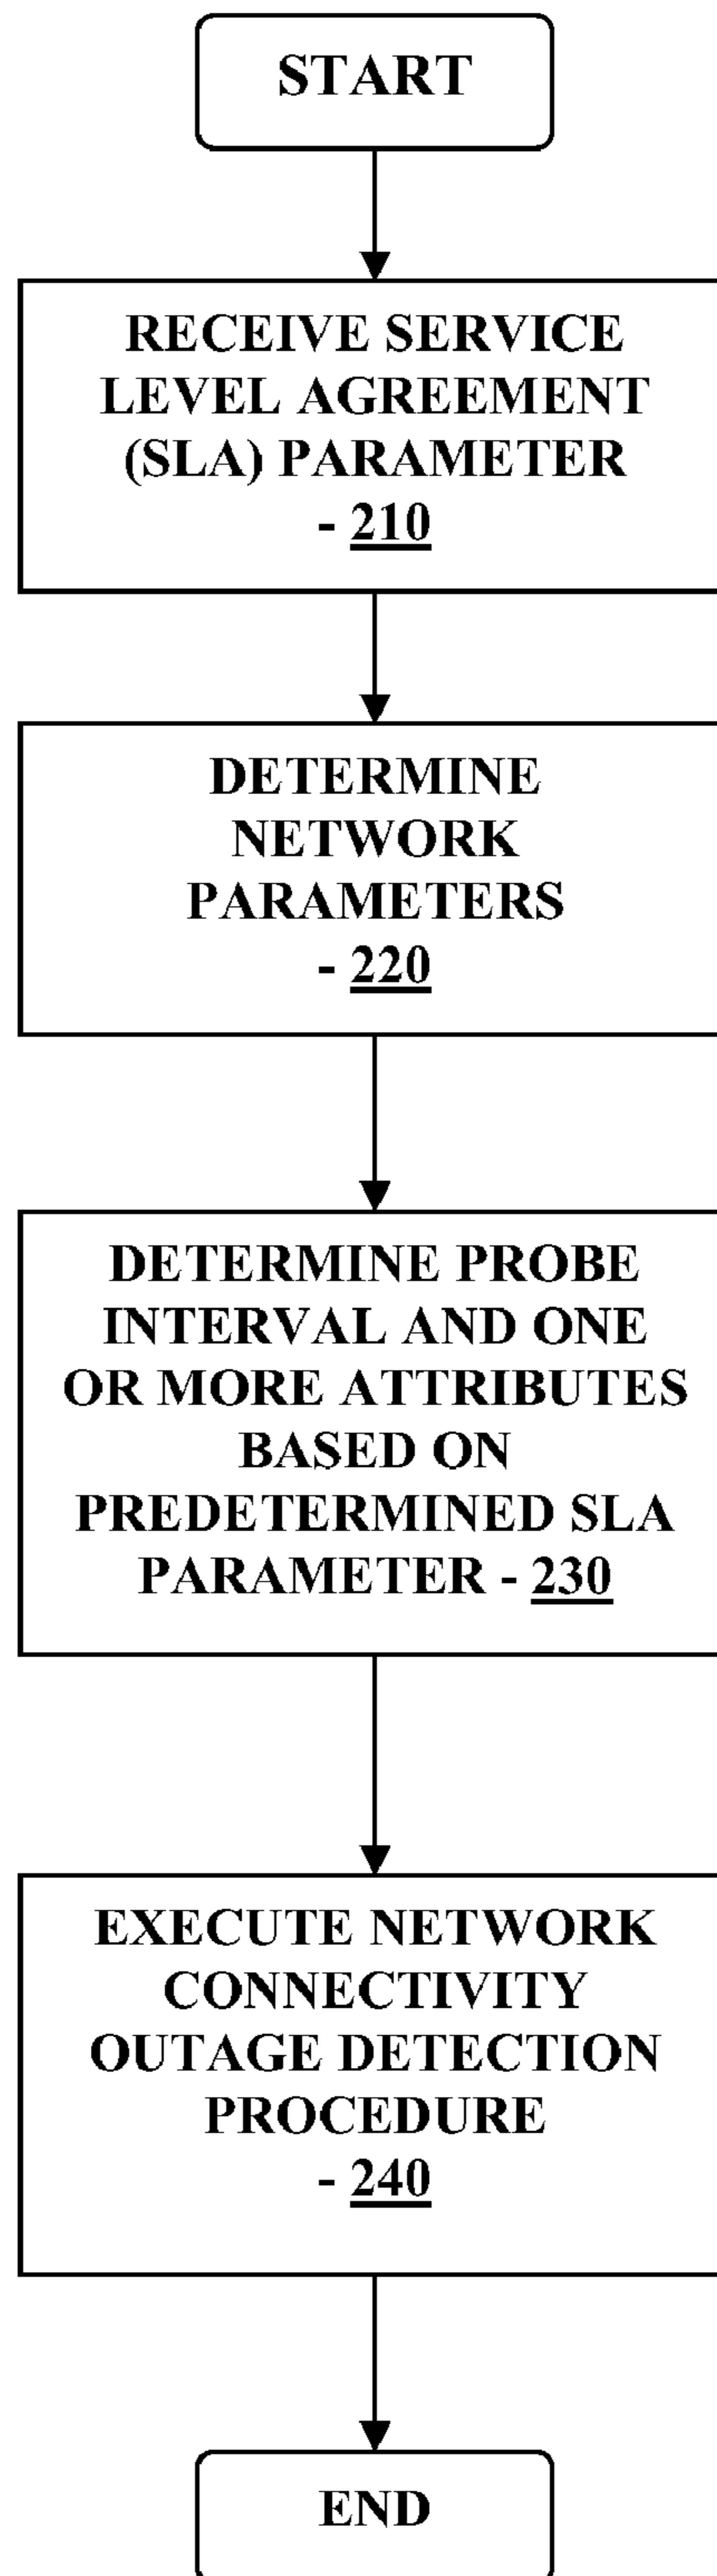 START
RECEIVE SERVICE
LEVEL AGREEMENT
(SLA) PARAMETER
- 210
DETERMINE
NETWORK
PARAMETERS
- 220
DETERMINE PROBE
INTERVAL AND ONE
OR MORE ATTRIBUTES
BASED ON
PREDETERMINED SLA
PARAMETER - 230
EXECUTE NETWORK
CONNECTIVITY
OUTAGE DETECTION
PROCEDURE
- 240
END